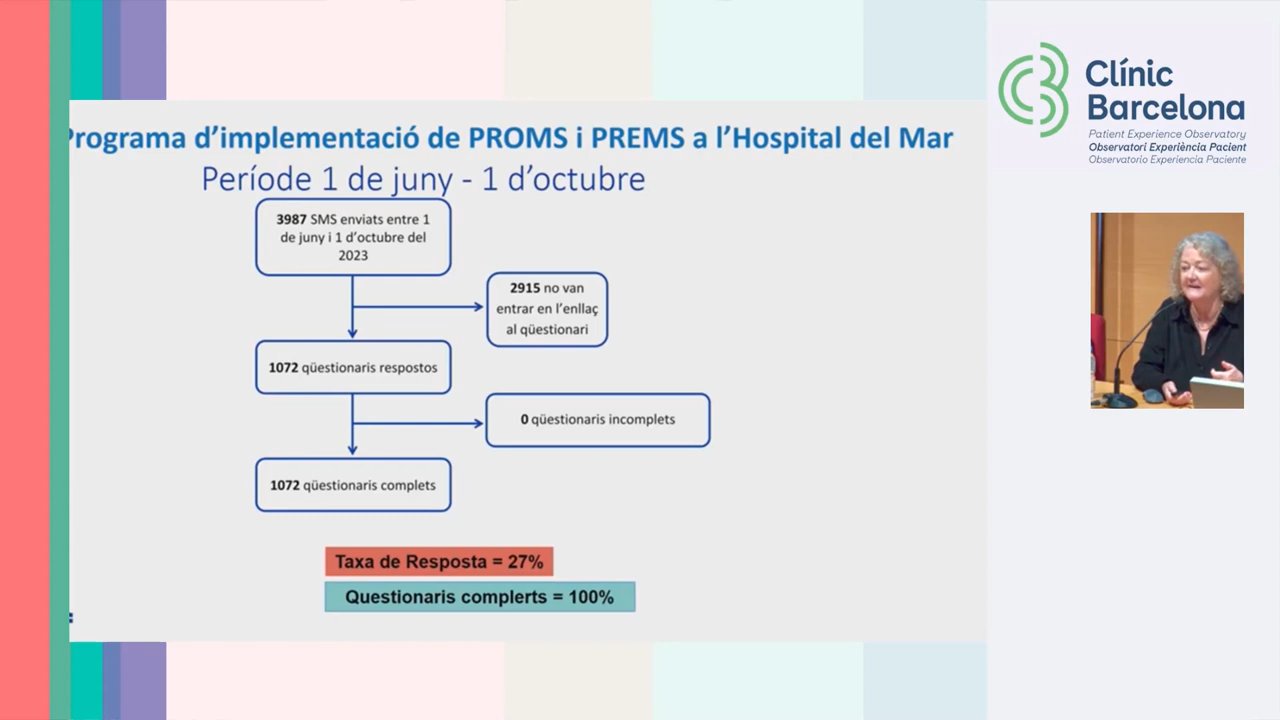 Programa d'implementació de PROMS i PREMS a l'Hospital del Mar
Període 1 de juny - 1 d'octubre
3987 SMS enviats entre 1
de juny i 1 d'octubre del
2023
2915 no van
entrar en l'enllaç
al qüestionari
1072 qüestionaris respostos
0 qüestionaris incomplets
1072 qüestionaris complets
Taxa de Resposta = 27%
Questionaris complerts = 100%
Clínic
Barcelona
Patient Experience Observatory
Observatori Experiència Pacient
Observatorio Experiencia Paciente